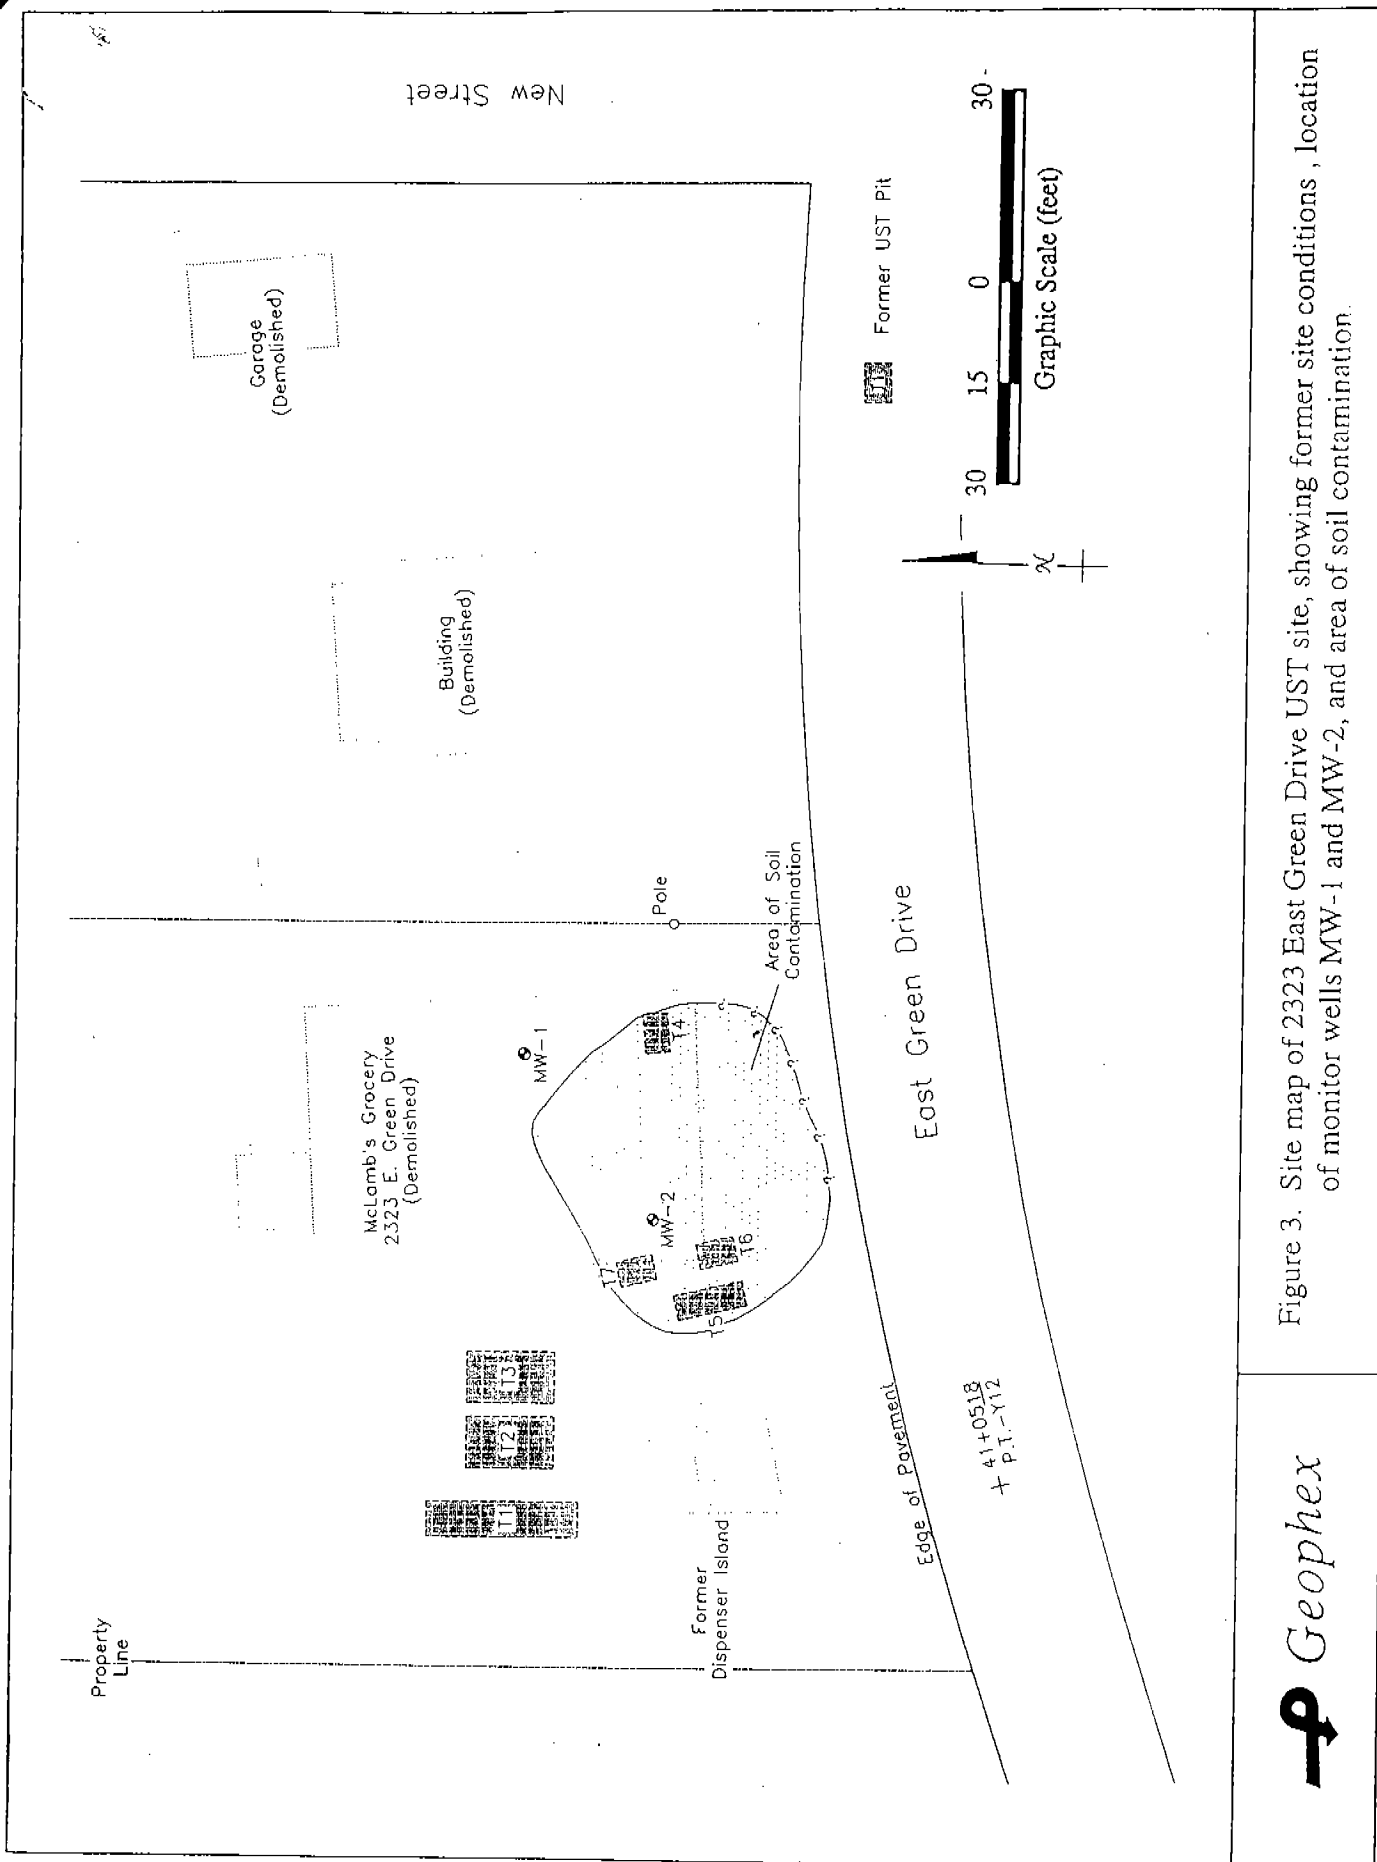 New Street
Garage
(Demolished)
Building
(Demolished)
McLamb's Grocery
2323 E. Green Drive
(Demolished)
Property
Line
T1
T2
T3
MW-1
Pole
T7
MW-2
T4
T5
T6
Area of Soil
Contamination
? ? ? ? ? ? ?
Former
Dispenser Island
Edge of Pavement
East Green Drive
+ 41+0518
P.T.-Y12
Former UST Pit
N
30 15 0 30
Graphic Scale (feet)
Geophex
Figure 3. Site map of 2323 East Green Drive UST site, showing former site conditions , location
of monitor wells MW-1 and MW-2, and area of soil contamination.